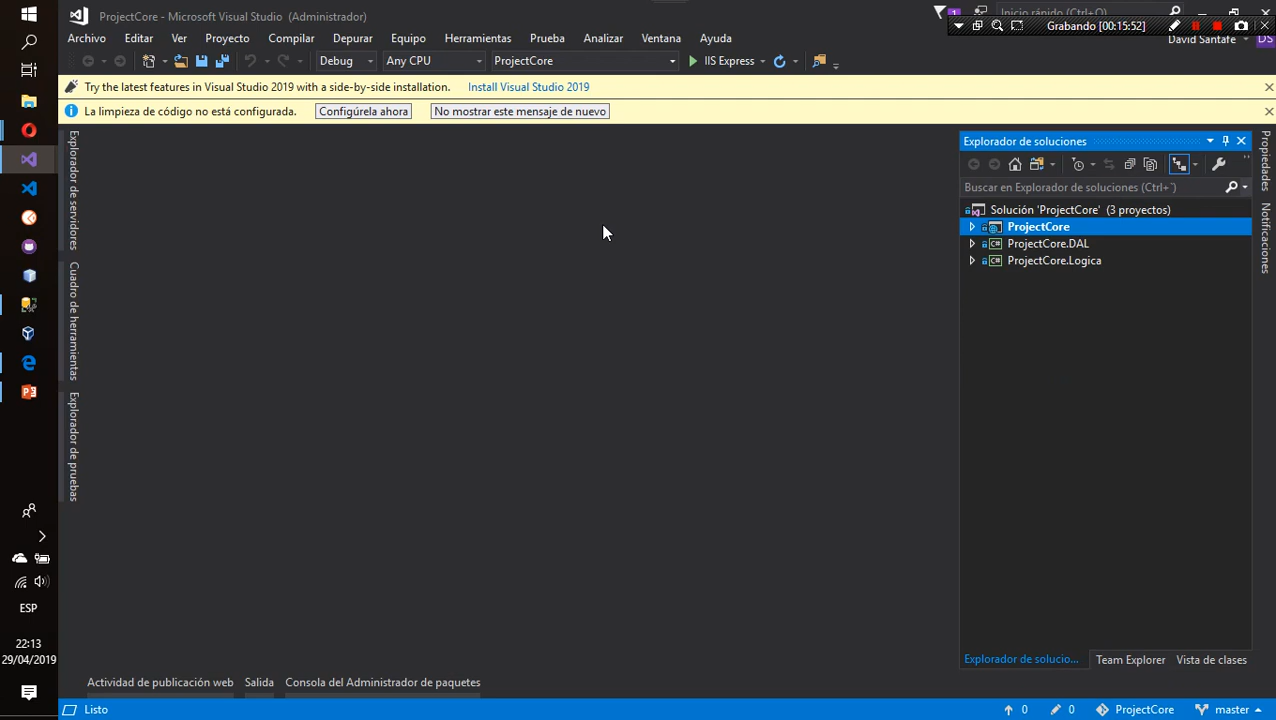 ProjectCore - Microsoft Visual Studio (Administrador)
Inicio rápido (Ctrl+Q)
Grabando [00:15:52]
Archivo Editar Ver Proyecto Compilar Depurar Equipo Herramientas Prueba Analizar Ventana Ayuda
David Santafe
DS
Debug Any CPU ProjectCore IIS Express
Try the latest features in Visual Studio 2019 with a side-by-side installation. Install Visual Studio 2019
La limpieza de código no está configurada. Configúrela ahora No mostrar este mensaje de nuevo
Explorador de servidores
Cuadro de herramientas
Explorador de pruebas
Explorador de soluciones
Buscar en Explorador de soluciones (Ctrl+`)
Solución 'ProjectCore' (3 proyectos)
ProjectCore
C# ProjectCore.DAL
C# ProjectCore.Logica
Propiedades
Notificaciones
Explorador de solucio... Team Explorer Vista de clases
Actividad de publicación web Salida Consola del Administrador de paquetes
Listo
0 0 ProjectCore master
ESP
22:13
29/04/2019